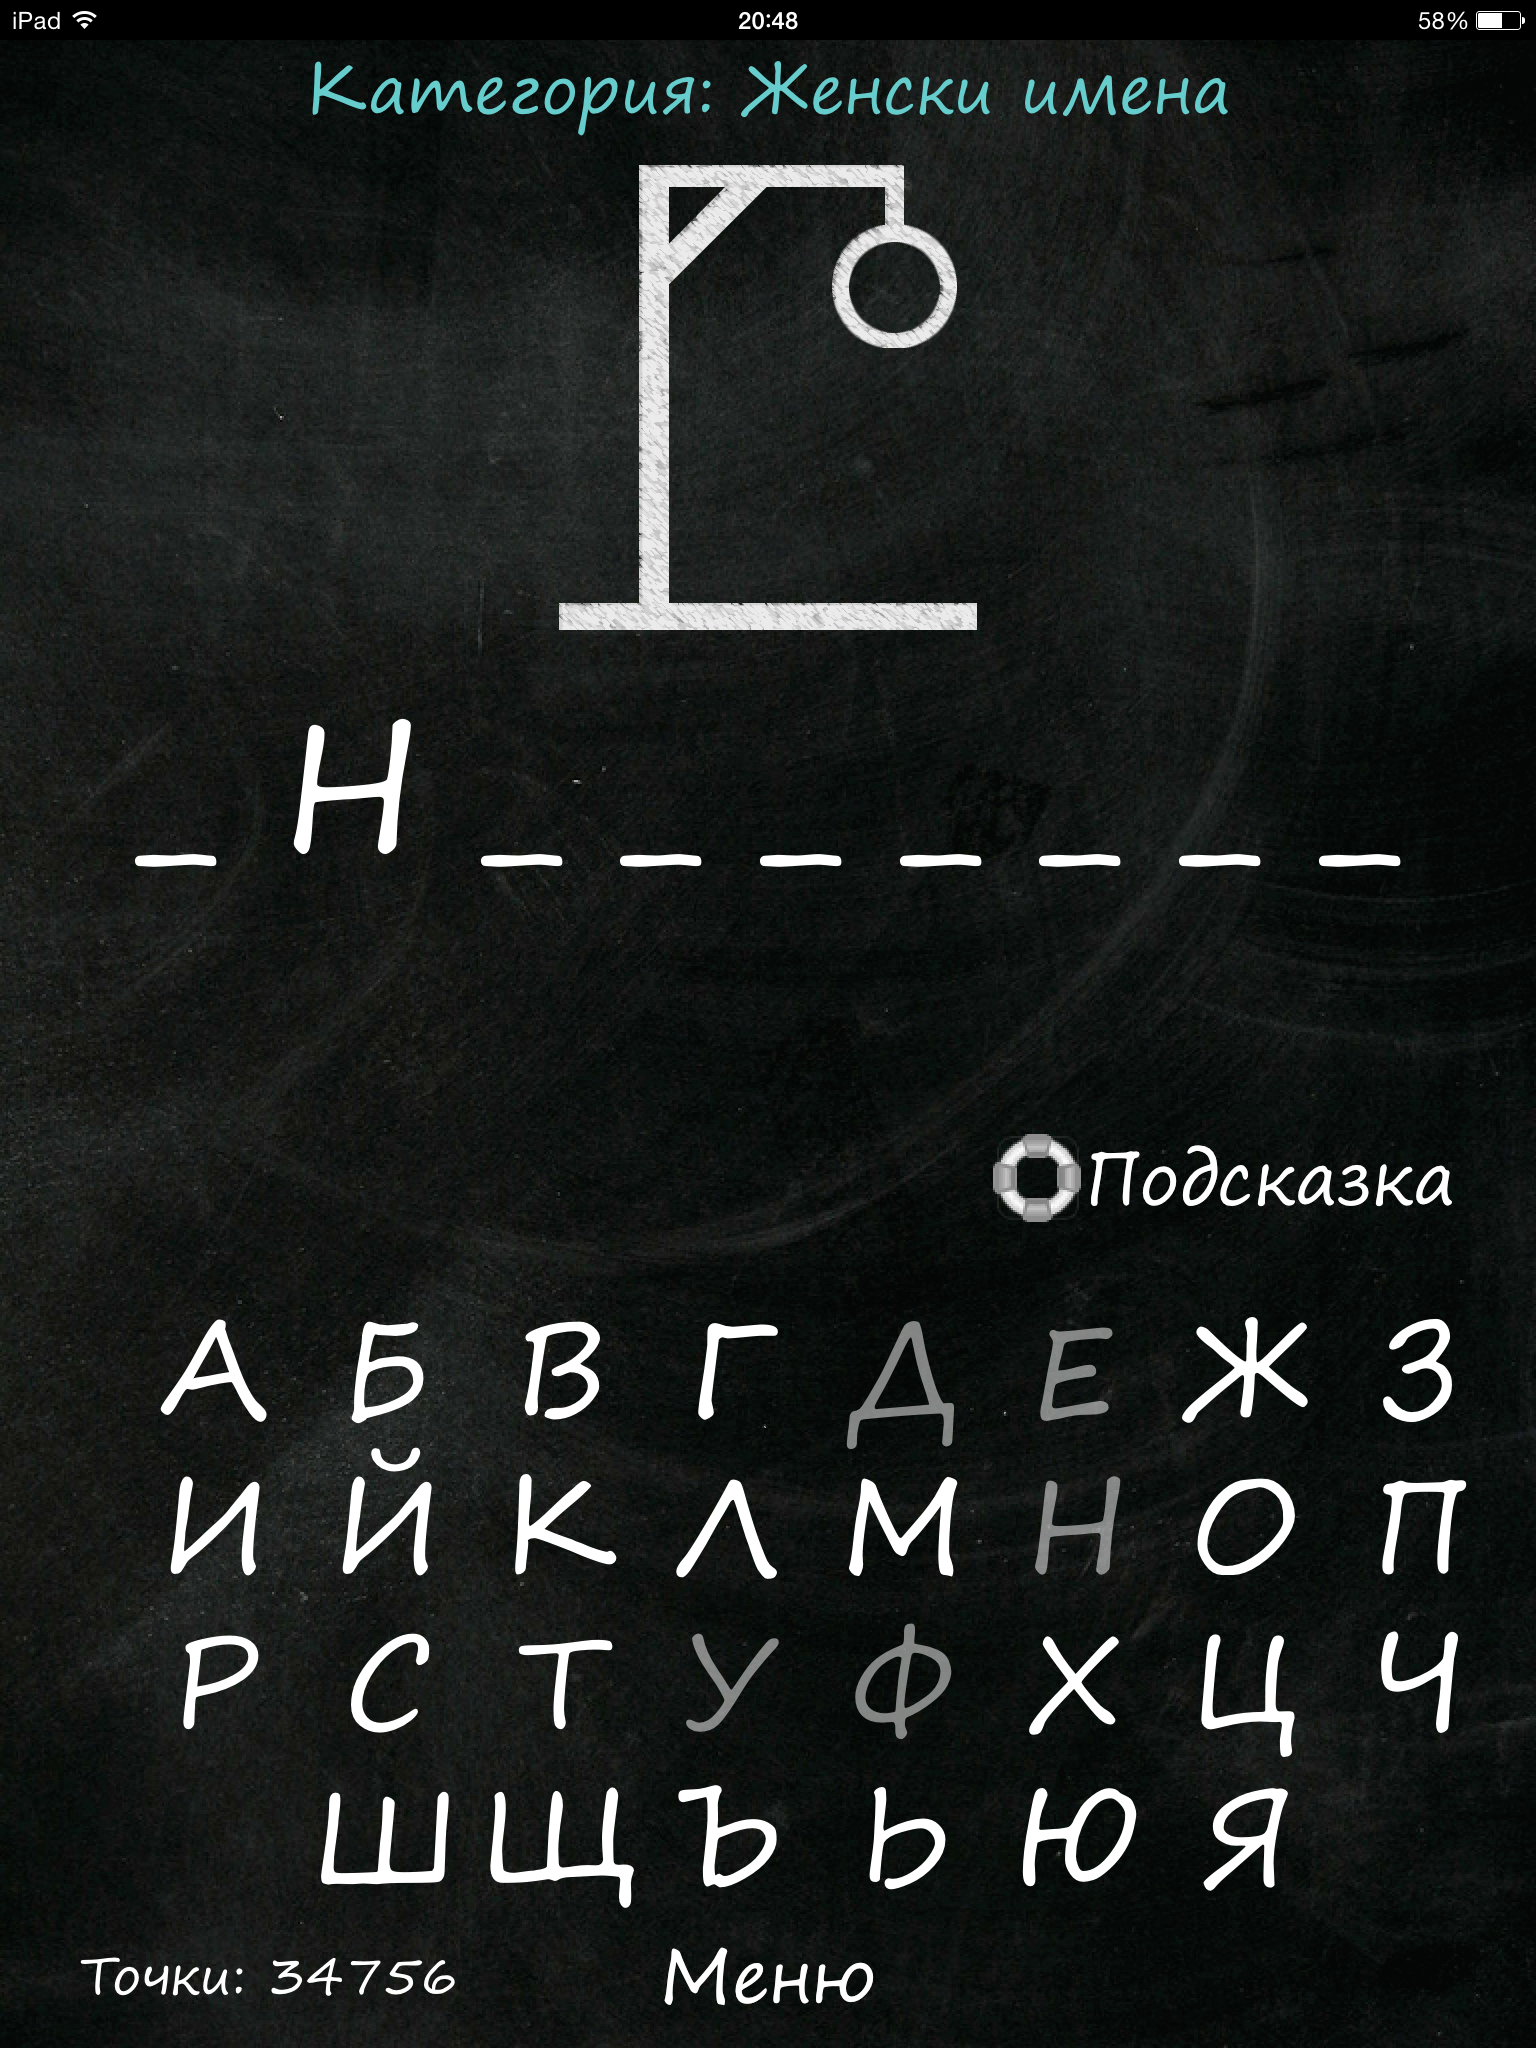 iPad 20:48 58%
Категория: Женски имена
_ Н _ _ _ _ _ _ _
Подсказка
А Б В Г Д Е Ж З
И Й К Л М Н О П
Р С Т У Ф Х Ц Ч
Ш Щ Ъ Ь Ю Я
Точки: 34756 Меню